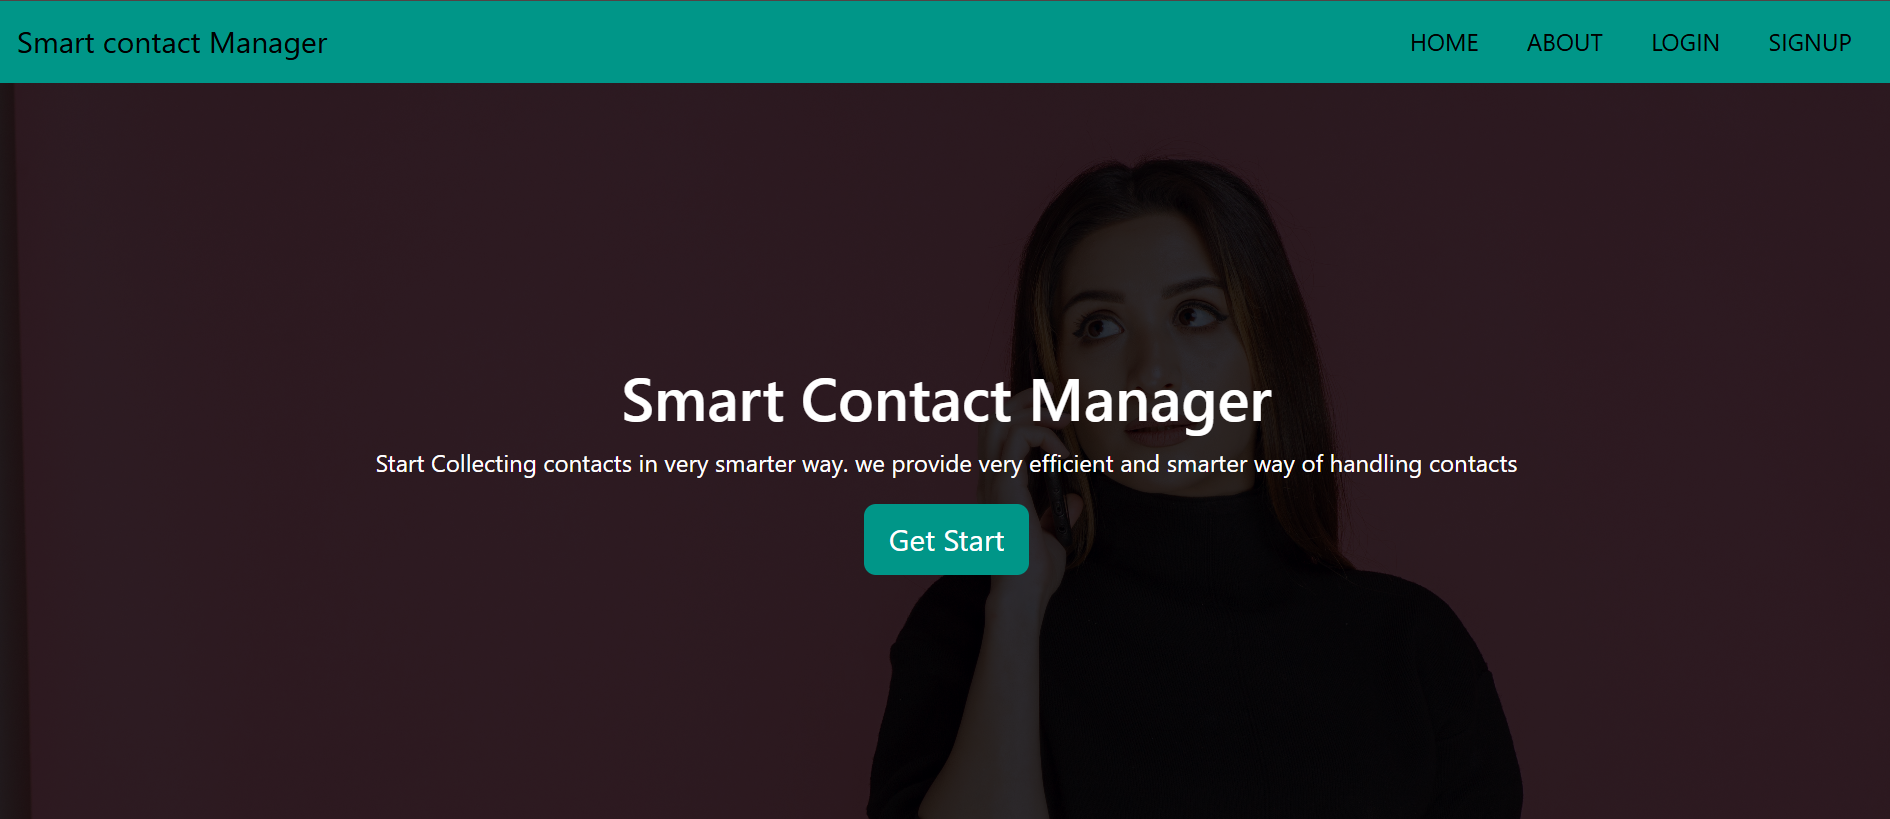 Smart contact Manager
HOME ABOUT LOGIN SIGNUP
Smart Contact Manager
Start Collecting contacts in very smarter way. we provide very efficient and smarter way of handling contacts
Get Start